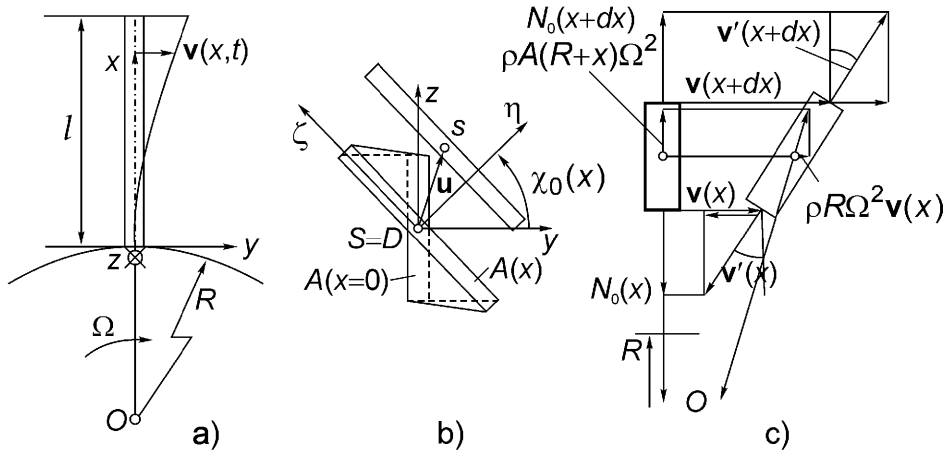 l
x
v(x,t)
z
y
R
Ω
O
a)
ζ
z
η
s
u
χ₀(x)
S=D
y
A(x=0)
A(x)
b)
N₀(x+dx)
v'(x+dx)
ρA(R+x)Ω²
v(x+dx)
v(x)
ρRΩ²v(x)
v'(x)
N₀(x)
R
O
c)